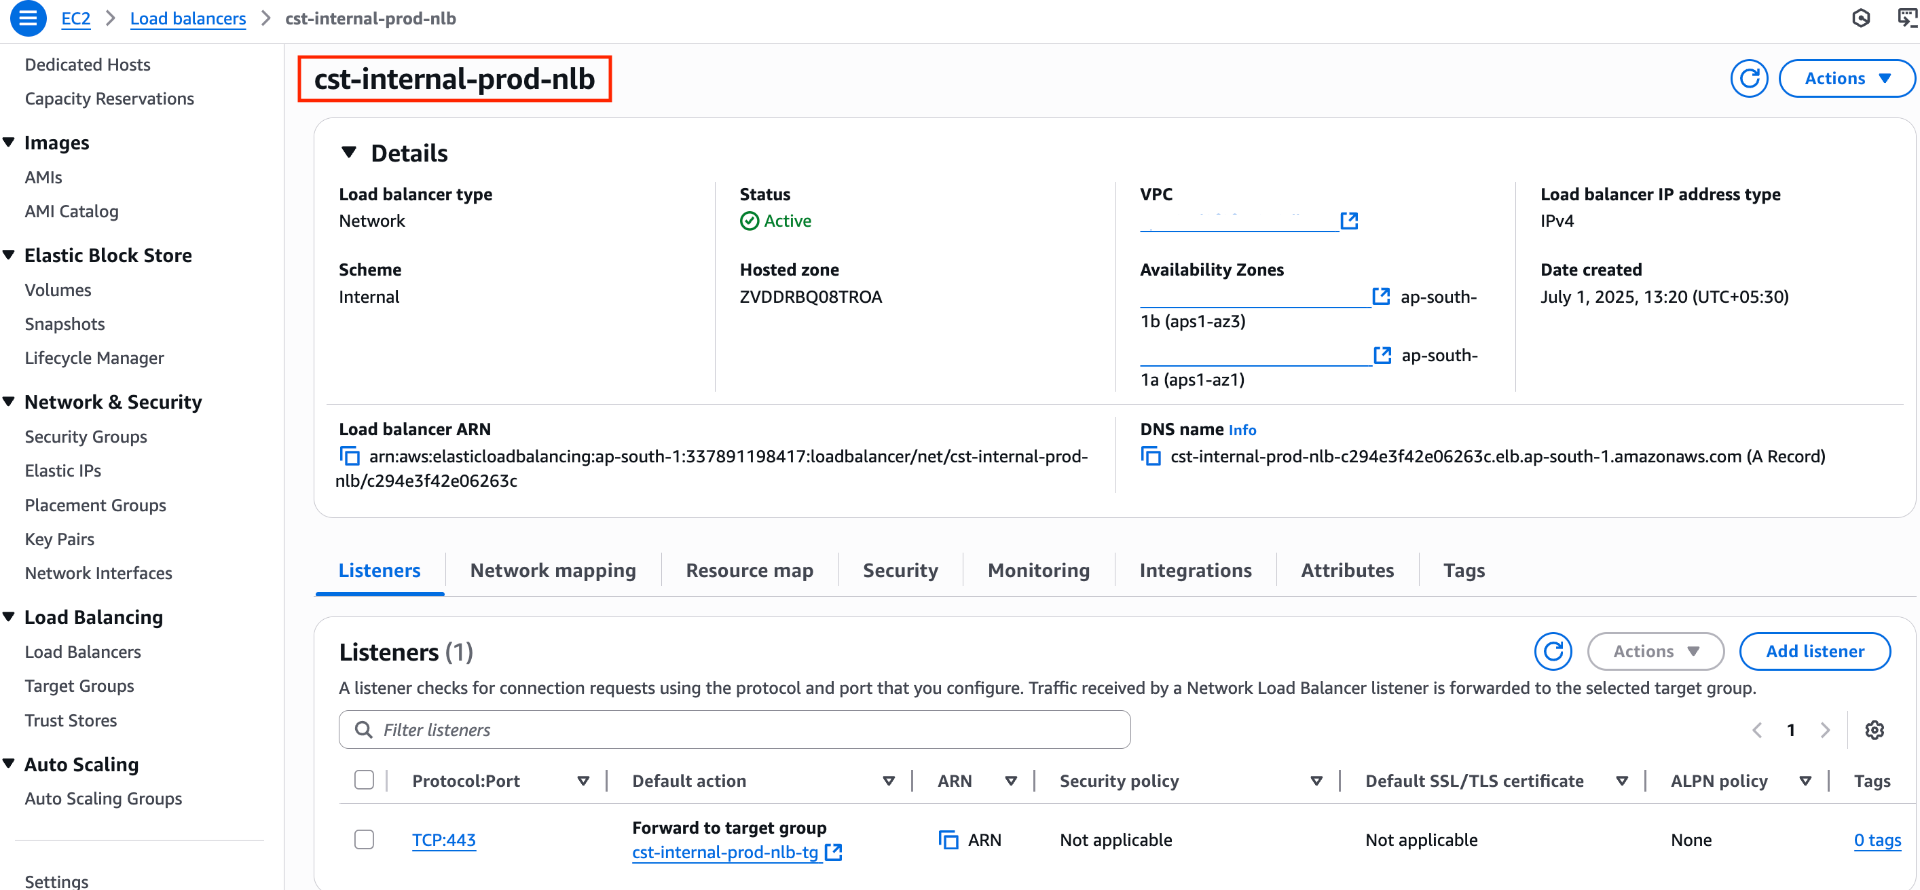 EC2 > Load balancers > cst-internal-prod-nlb
Dedicated Hosts
Capacity Reservations
Images
AMIs
AMI Catalog
Elastic Block Store
Volumes
Snapshots
Lifecycle Manager
Network & Security
Security Groups
Elastic IPs
Placement Groups
Key Pairs
Network Interfaces
Load Balancing
Load Balancers
Target Groups
Trust Stores
Auto Scaling
Auto Scaling Groups
Settings
cst-internal-prod-nlb
Actions
Details
Load balancer type
Network
Status
Active
VPC
Load balancer IP address type
IPv4
Scheme
Internal
Hosted zone
ZVDDRBQ08TROA
Availability Zones
ap-south-
1b (aps1-az3)
ap-south-
1a (aps1-az1)
Date created
July 1, 2025, 13:20 (UTC+05:30)
Load balancer ARN
arn:aws:elasticloadbalancing:ap-south-1:337891198417:loadbalancer/net/cst-internal-prod-
nlb/c294e3f42e06263c
DNS name Info
cst-internal-prod-nlb-c294e3f42e06263c.elb.ap-south-1.amazonaws.com (A Record)
Listeners Network mapping Resource map Security Monitoring Integrations Attributes Tags
Listeners (1)
Actions
Add listener
A listener checks for connection requests using the protocol and port that you configure. Traffic received by a Network Load Balancer listener is forwarded to the selected target group.
Filter listeners
1
Protocol:Port Default action ARN Security policy Default SSL/TLS certificate ALPN policy Tags
Forward to target group
TCP:443 cst-internal-prod-nlb-tg ARN Not applicable Not applicable None 0 tags